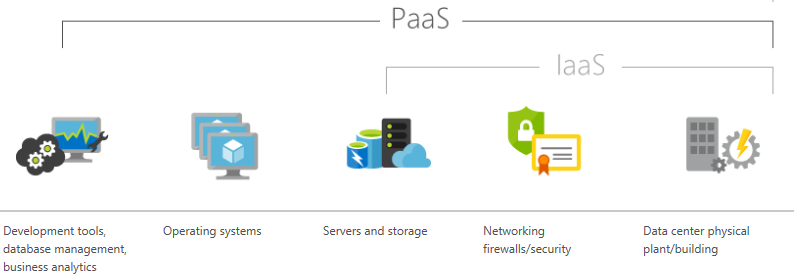 PaaS
IaaS
Development tools,
database management,
business analytics
Operating systems
Servers and storage
Networking
firewalls/security
Data center physical
plant/building